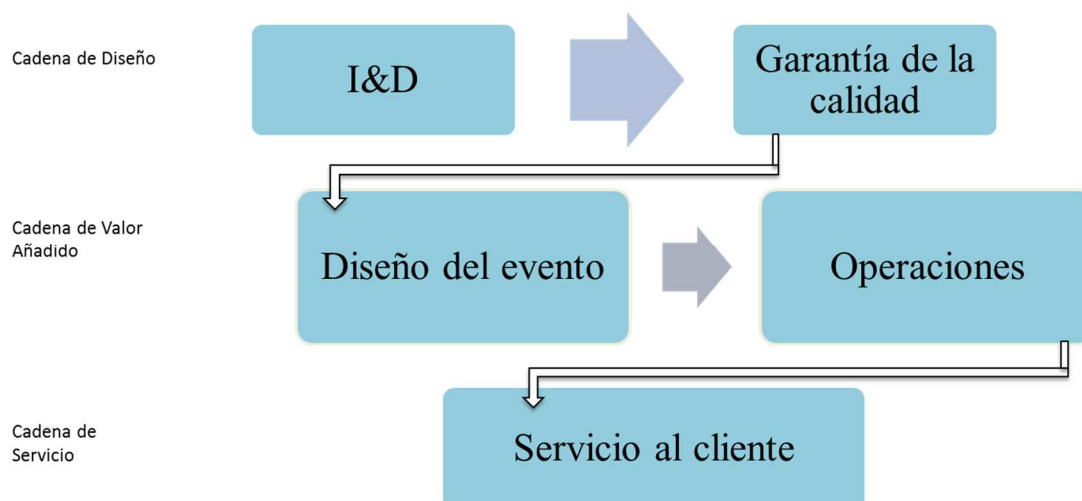 Cadena de Diseño
I&D
Garantía de la
calidad
Cadena de Valor
Añadido
Diseño del evento
Operaciones
Cadena de
Servicio
Servicio al cliente